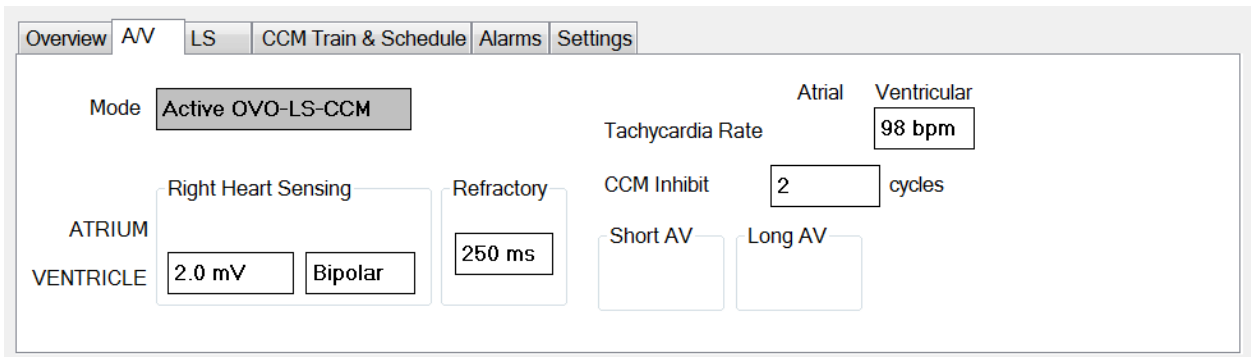 Overview A/V LS CCM Train & Schedule Alarms Settings
Mode Active OVO-LS-CCM
Atrial Ventricular
Tachycardia Rate 98 bpm
CCM Inhibit 2 cycles
Right Heart Sensing Refractory
ATRIUM
VENTRICLE 2.0 mV Bipolar 250 ms
Short AV Long AV